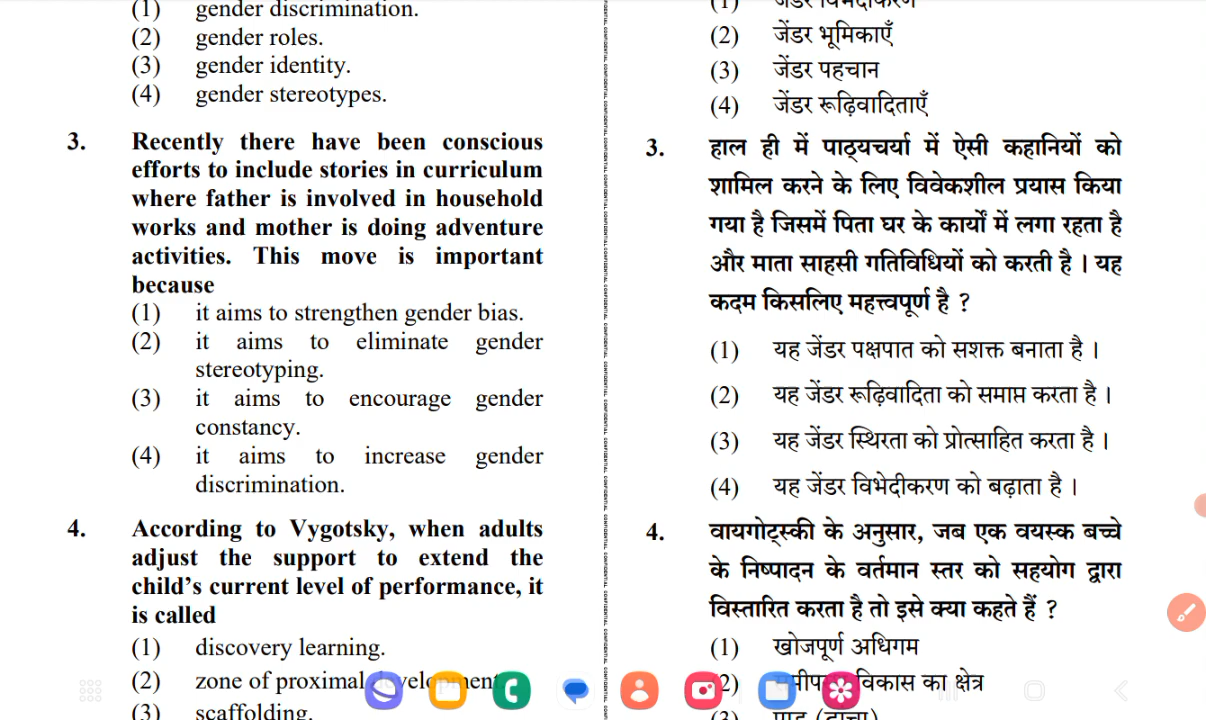 (1) gender discrimination.
(2) gender roles.
(3) gender identity.
(4) gender stereotypes.
3. Recently there have been conscious
efforts to include stories in curriculum
where father is involved in household
works and mother is doing adventure
activities. This move is important
because
(1) it aims to strengthen gender bias.
(2) it aims to eliminate gender
stereotyping.
(3) it aims to encourage gender
constancy.
(4) it aims to increase gender
discrimination.
4. According to Vygotsky, when adults
adjust the support to extend the
child's current level of performance, it
is called
(1) discovery learning.
(2) zone of proximal
(3) scaffolding.
(2) जेंडर भूमिकाएँ
(3) जेंडर पहचान
(4) जेंडर रूढ़िवादिताएँ
3. हाल ही में पाठ्यचर्या में ऐसी कहानियों को
शामिल करने के लिए विवेकशील प्रयास किया
गया है जिसमें पिता घर के कार्यों में लगा रहता है
और माता साहसी गतिविधियों को करती है । यह
कदम किसलिए महत्त्वपूर्ण है ?
(1) यह जेंडर पक्षपात को सशक्त बनाता है ।
(2) यह जेंडर रूढ़िवादिता को समाप्त करता है ।
(3) यह जेंडर स्थिरता को प्रोत्साहित करता है ।
(4) यह जेंडर विभेदीकरण को बढ़ाता है ।
4. वायगोट्स्की के अनुसार, जब एक वयस्क बच्चे
के निष्पादन के वर्तमान स्तर को सहयोग द्वारा
विस्तारित करता है तो इसे क्या कहते हैं ?
(1) खोजपूर्ण अधिगम
2) विकास का क्षेत्र